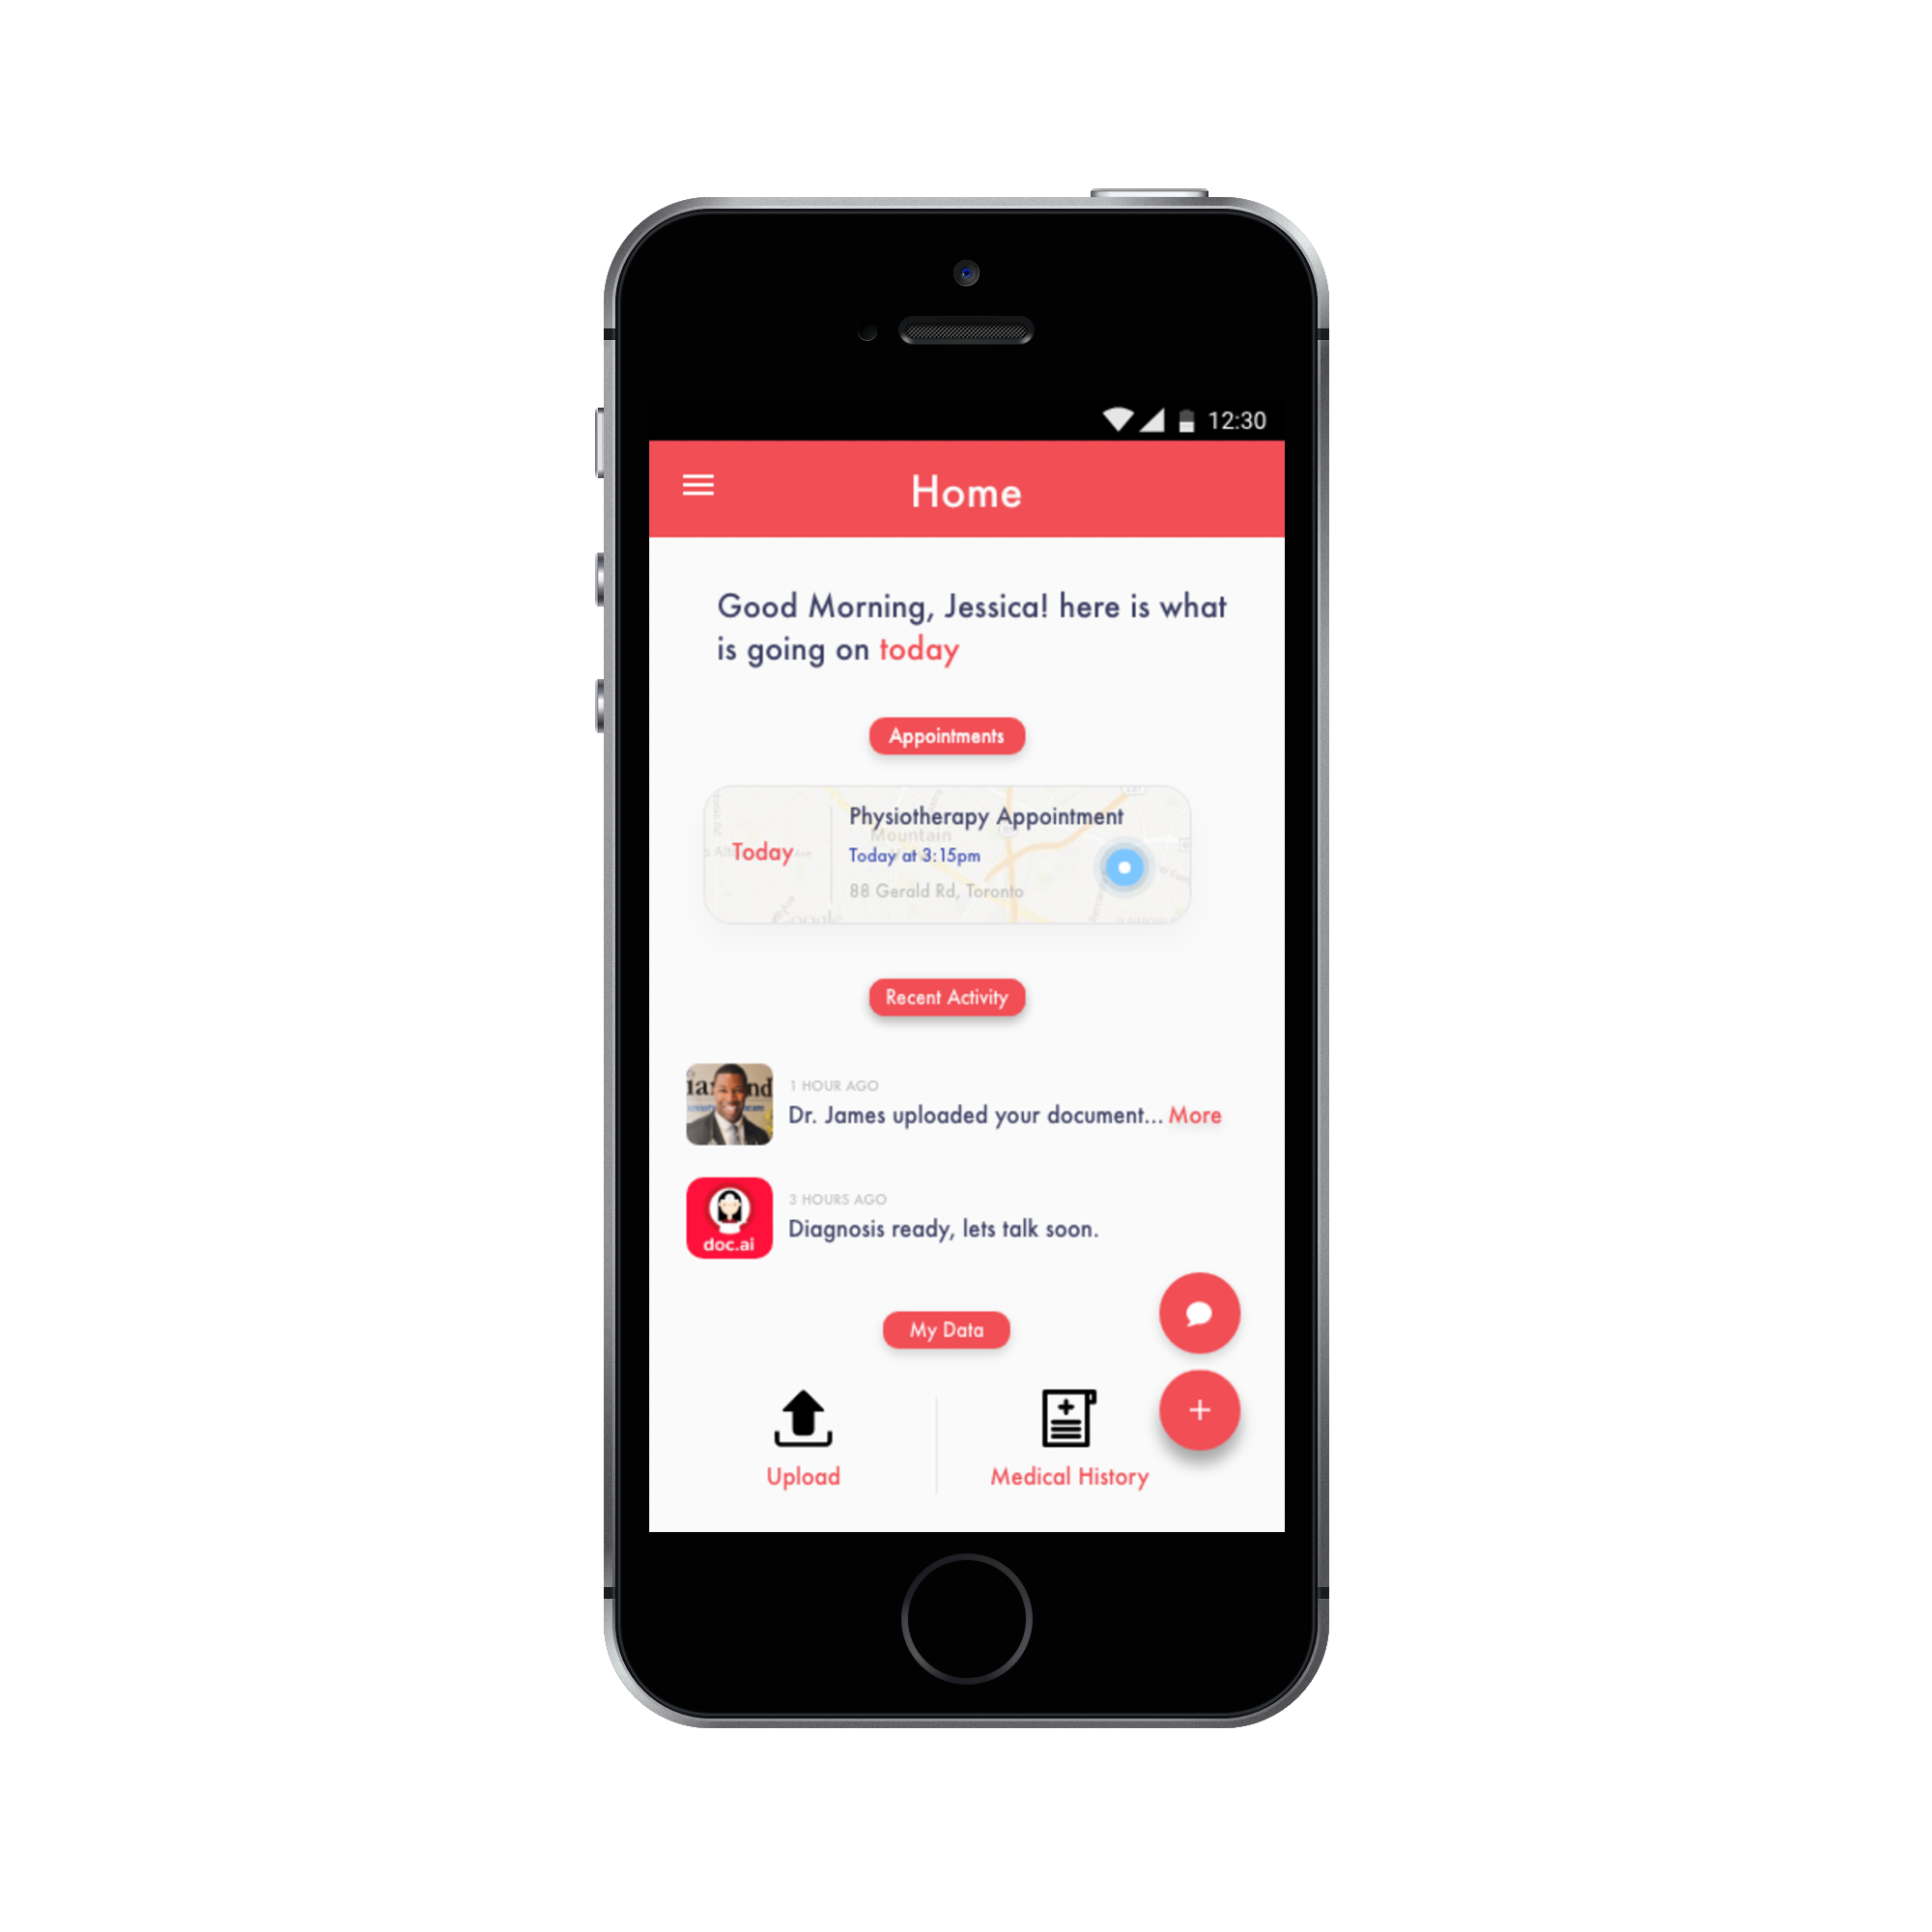 12:30
Home
Good Morning, Jessica! here is what
is going on today
Appointments
Physiotherapy Appointment
Mountain
Today
Today at 3:15pm
88 Gerald Rd, Toronto
Google
Recent Activity
1 HOUR AGO
Dr. James uploaded your document... More
3 HOURS AGO
Diagnosis ready, lets talk soon.
doc.ai
My Data
Upload
Medical History